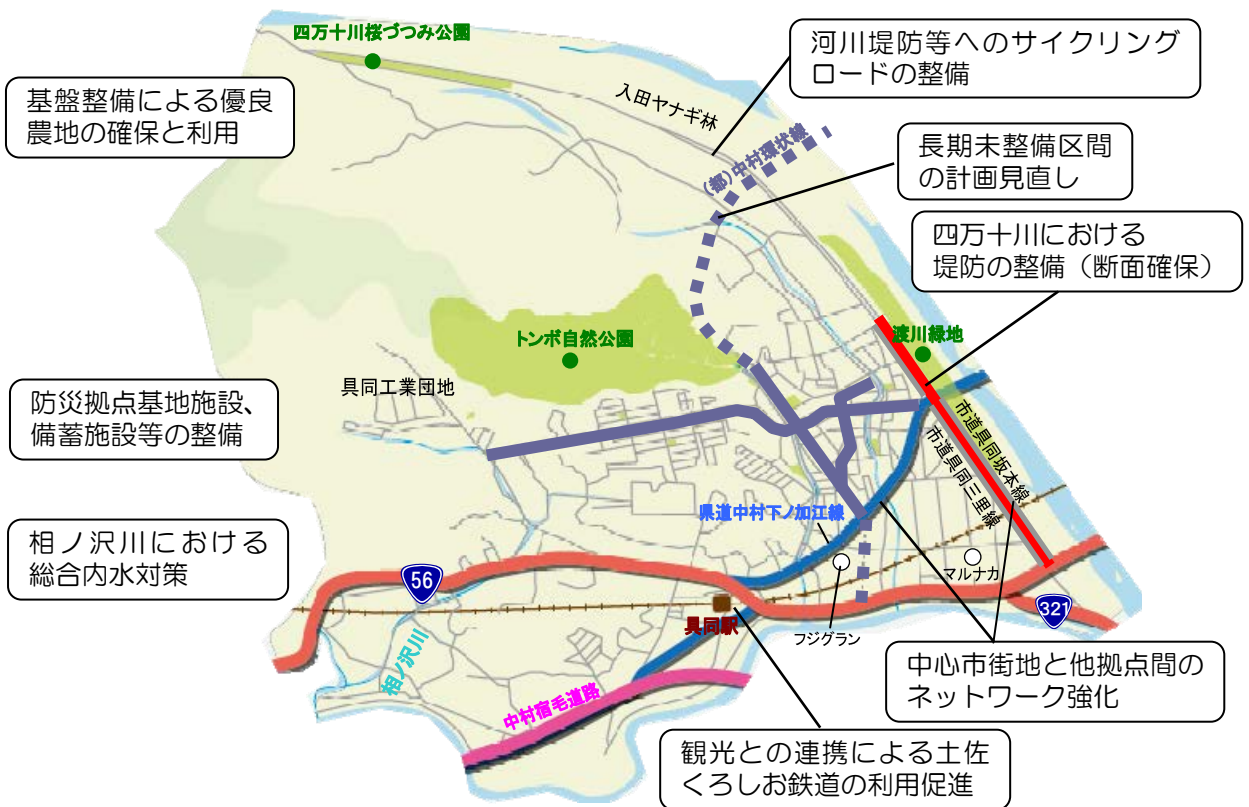 四万十川桜づつみ公園
河川堤防等へのサイクリング
ロードの整備
基盤整備による優良
農地の確保と利用
入田ヤナギ林
(都)中村環状線
長期未整備区間
の計画見直し
四万十川における
堤防の整備（断面確保）
トンボ自然公園
渡川緑地
具同工業団地
防災拠点基地施設、
備蓄施設等の整備
市道具同坂本線
市道具同三里線
県道中村下ノ加江線
相ノ沢川における
総合内水対策
56
マルナカ
フジグラン
321
具同駅
相ノ沢川
中心市街地と他拠点間の
ネットワーク強化
中村宿毛道路
観光との連携による土佐
くろしお鉄道の利用促進